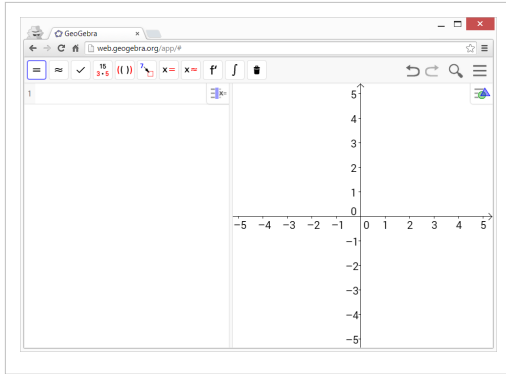 GeoGebra
web.geogebra.org/app/#
= ≈ ✓ 15 3•5 (( )) ? x= x≈ f' ∫
1 x=
5
4
3
2
1
0
−5 −4 −3 −2 −1 0 1 2 3 4 5
−1
−2
−3
−4
−5